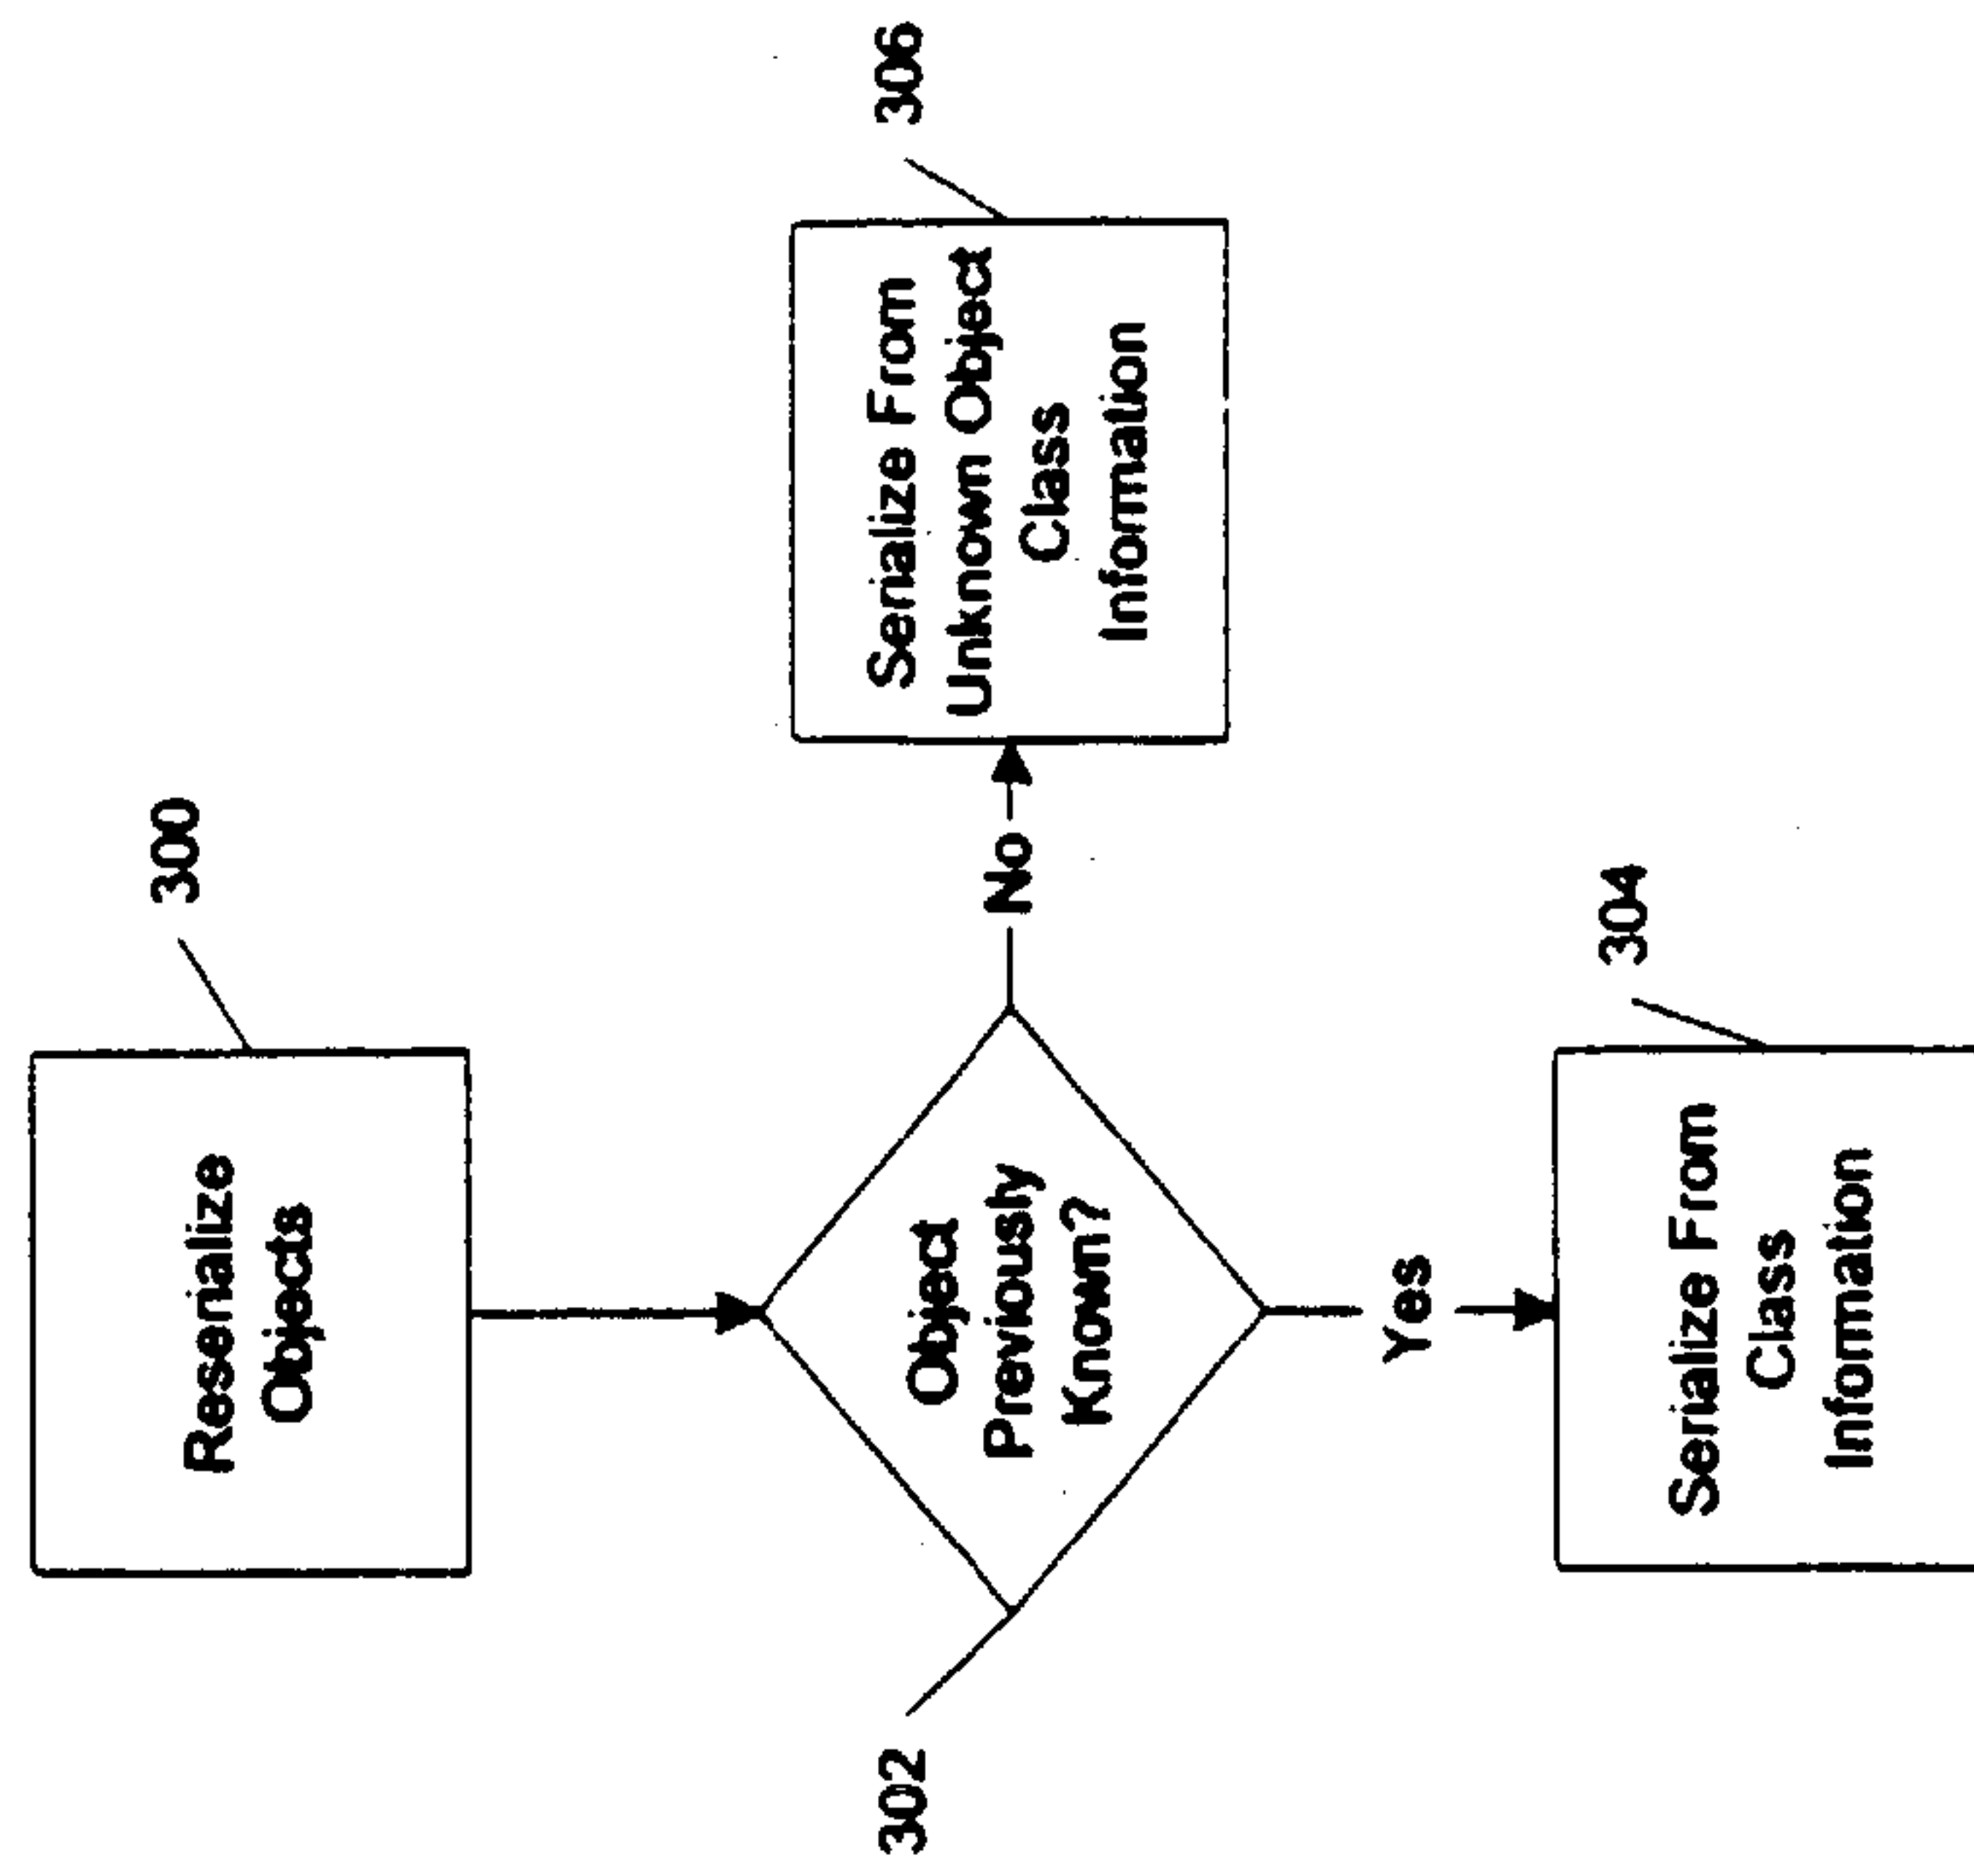 300
Reserialize
Objects
302
Object
Previously
Known?
No
306
Serialize From
Unknown Object
Class
Information
Yes
304
Serialize From
Class
Information